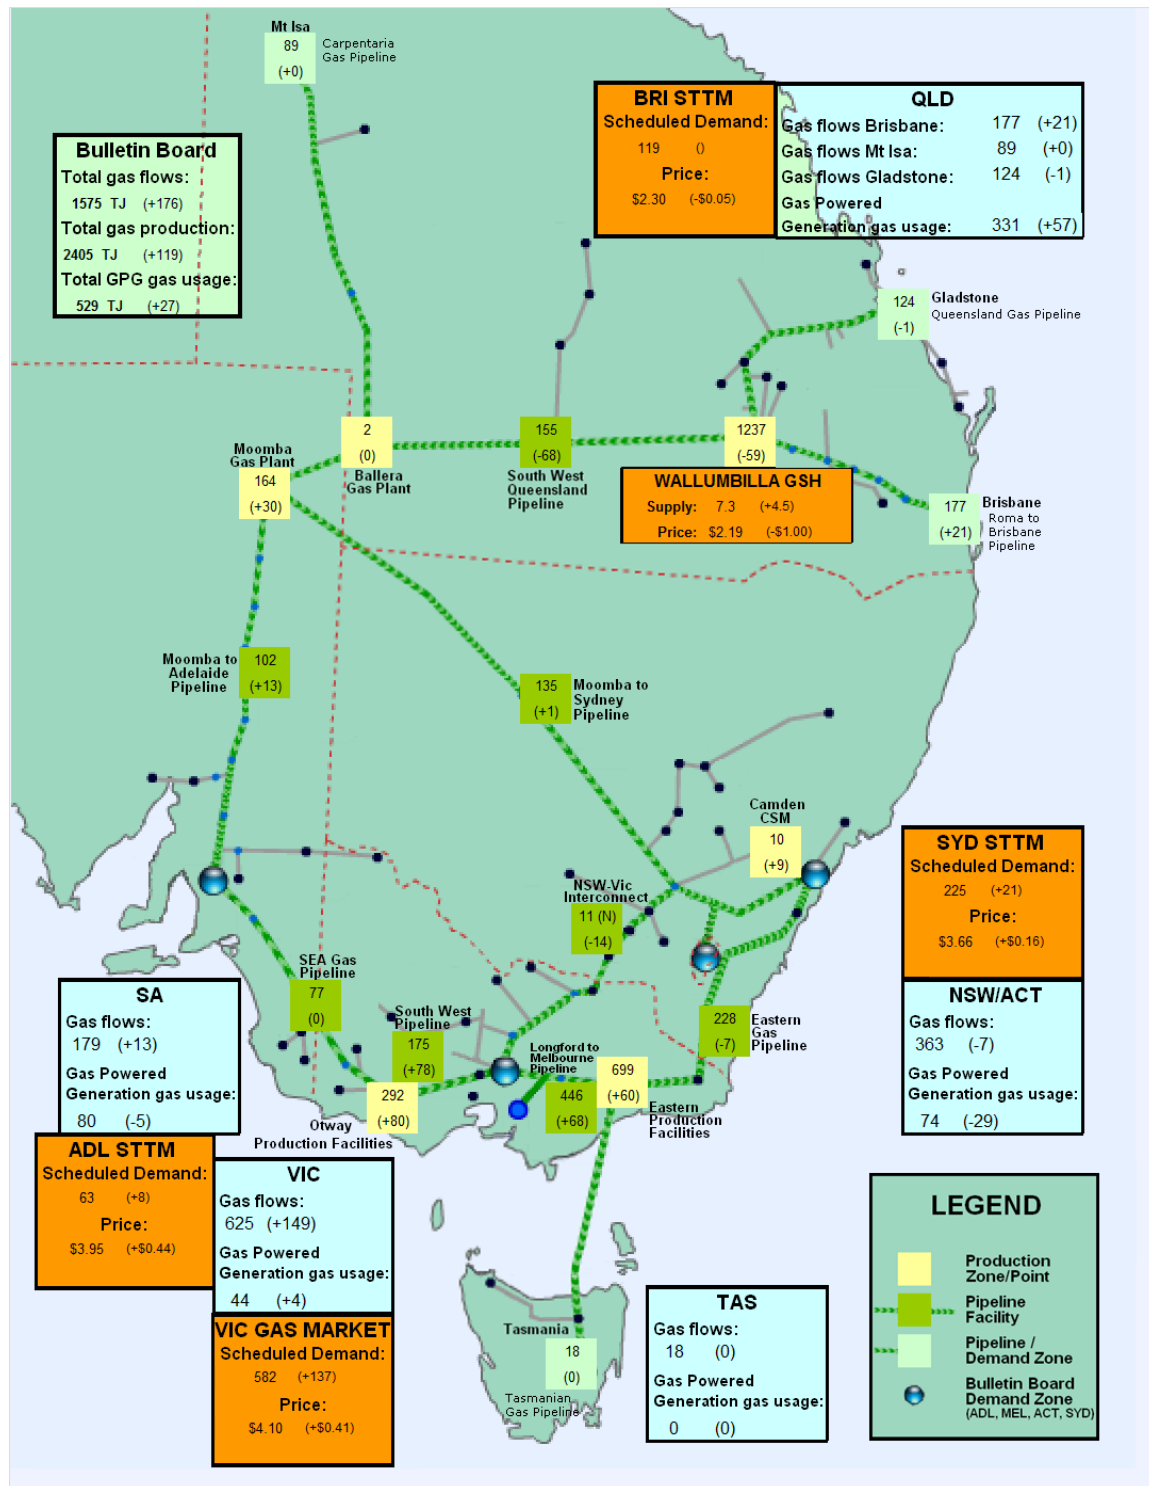 Mt Isa
89
(+0)
Carpentaria
Gas Pipeline
Bulletin Board
Total gas flows:
1575 TJ (+176)
Total gas production:
2405 TJ (+119)
Total GPG gas usage:
529 TJ (+27)
BRI STTM
Scheduled Demand:
119 ()
Price:
$2.30 (-$0.05)
QLD
Gas flows Brisbane: 177 (+21)
Gas flows Mt Isa: 89 (+0)
Gas flows Gladstone: 124 (-1)
Gas Powered
Generation gas usage: 331 (+57)
124
(-1)
Gladstone
Queensland Gas Pipeline
2
(0)
Ballera
Gas Plant
155
(-68)
South West
Queensland
Pipeline
1237
(-59)
WALLUMBILLA GSH
Supply: 7.3 (+4.5)
Price: $2.19 (-$1.00)
Moomba
Gas Plant
164
(+30)
177
(+21)
Brisbane
Roma to
Brisbane
Pipeline
Moomba to
Adelaide
Pipeline
102
(+13)
135
(+1)
Moomba to
Sydney
Pipeline
Camden
CSM
10
(+9)
SYD STTM
Scheduled Demand:
225 (+21)
Price:
$3.66 (+$0.16)
NSW-Vic
Interconnect
11 (N)
(-14)
SEA Gas
Pipeline
77
(0)
SA
Gas flows:
179 (+13)
Gas Powered
Generation gas usage:
80 (-5)
South West
Pipeline
175
(+78)
Longford to
Melbourne
Pipeline
446
(+68)
699
(+60)
Eastern
Production
Facilities
228
(-7)
Eastern
Gas
Pipeline
NSW/ACT
Gas flows:
363 (-7)
Gas Powered
Generation gas usage:
74 (-29)
292
(+80)
Otway
Production Facilities
ADL STTM
Scheduled Demand:
63 (+8)
Price:
$3.95 (+$0.44)
VIC
Gas flows:
625 (+149)
Gas Powered
Generation gas usage:
44 (+4)
VIC GAS MARKET
Scheduled Demand:
582 (+137)
Price:
$4.10 (+$0.41)
Tasmania
18
(0)
Tasmanian
Gas Pipeline
TAS
Gas flows:
18 (0)
Gas Powered
Generation gas usage:
0 (0)
LEGEND
Production
Zone/Point
Pipeline
Facility
Pipeline /
Demand Zone
Bulletin Board
Demand Zone
(ADL, MEL, ACT, SYD)